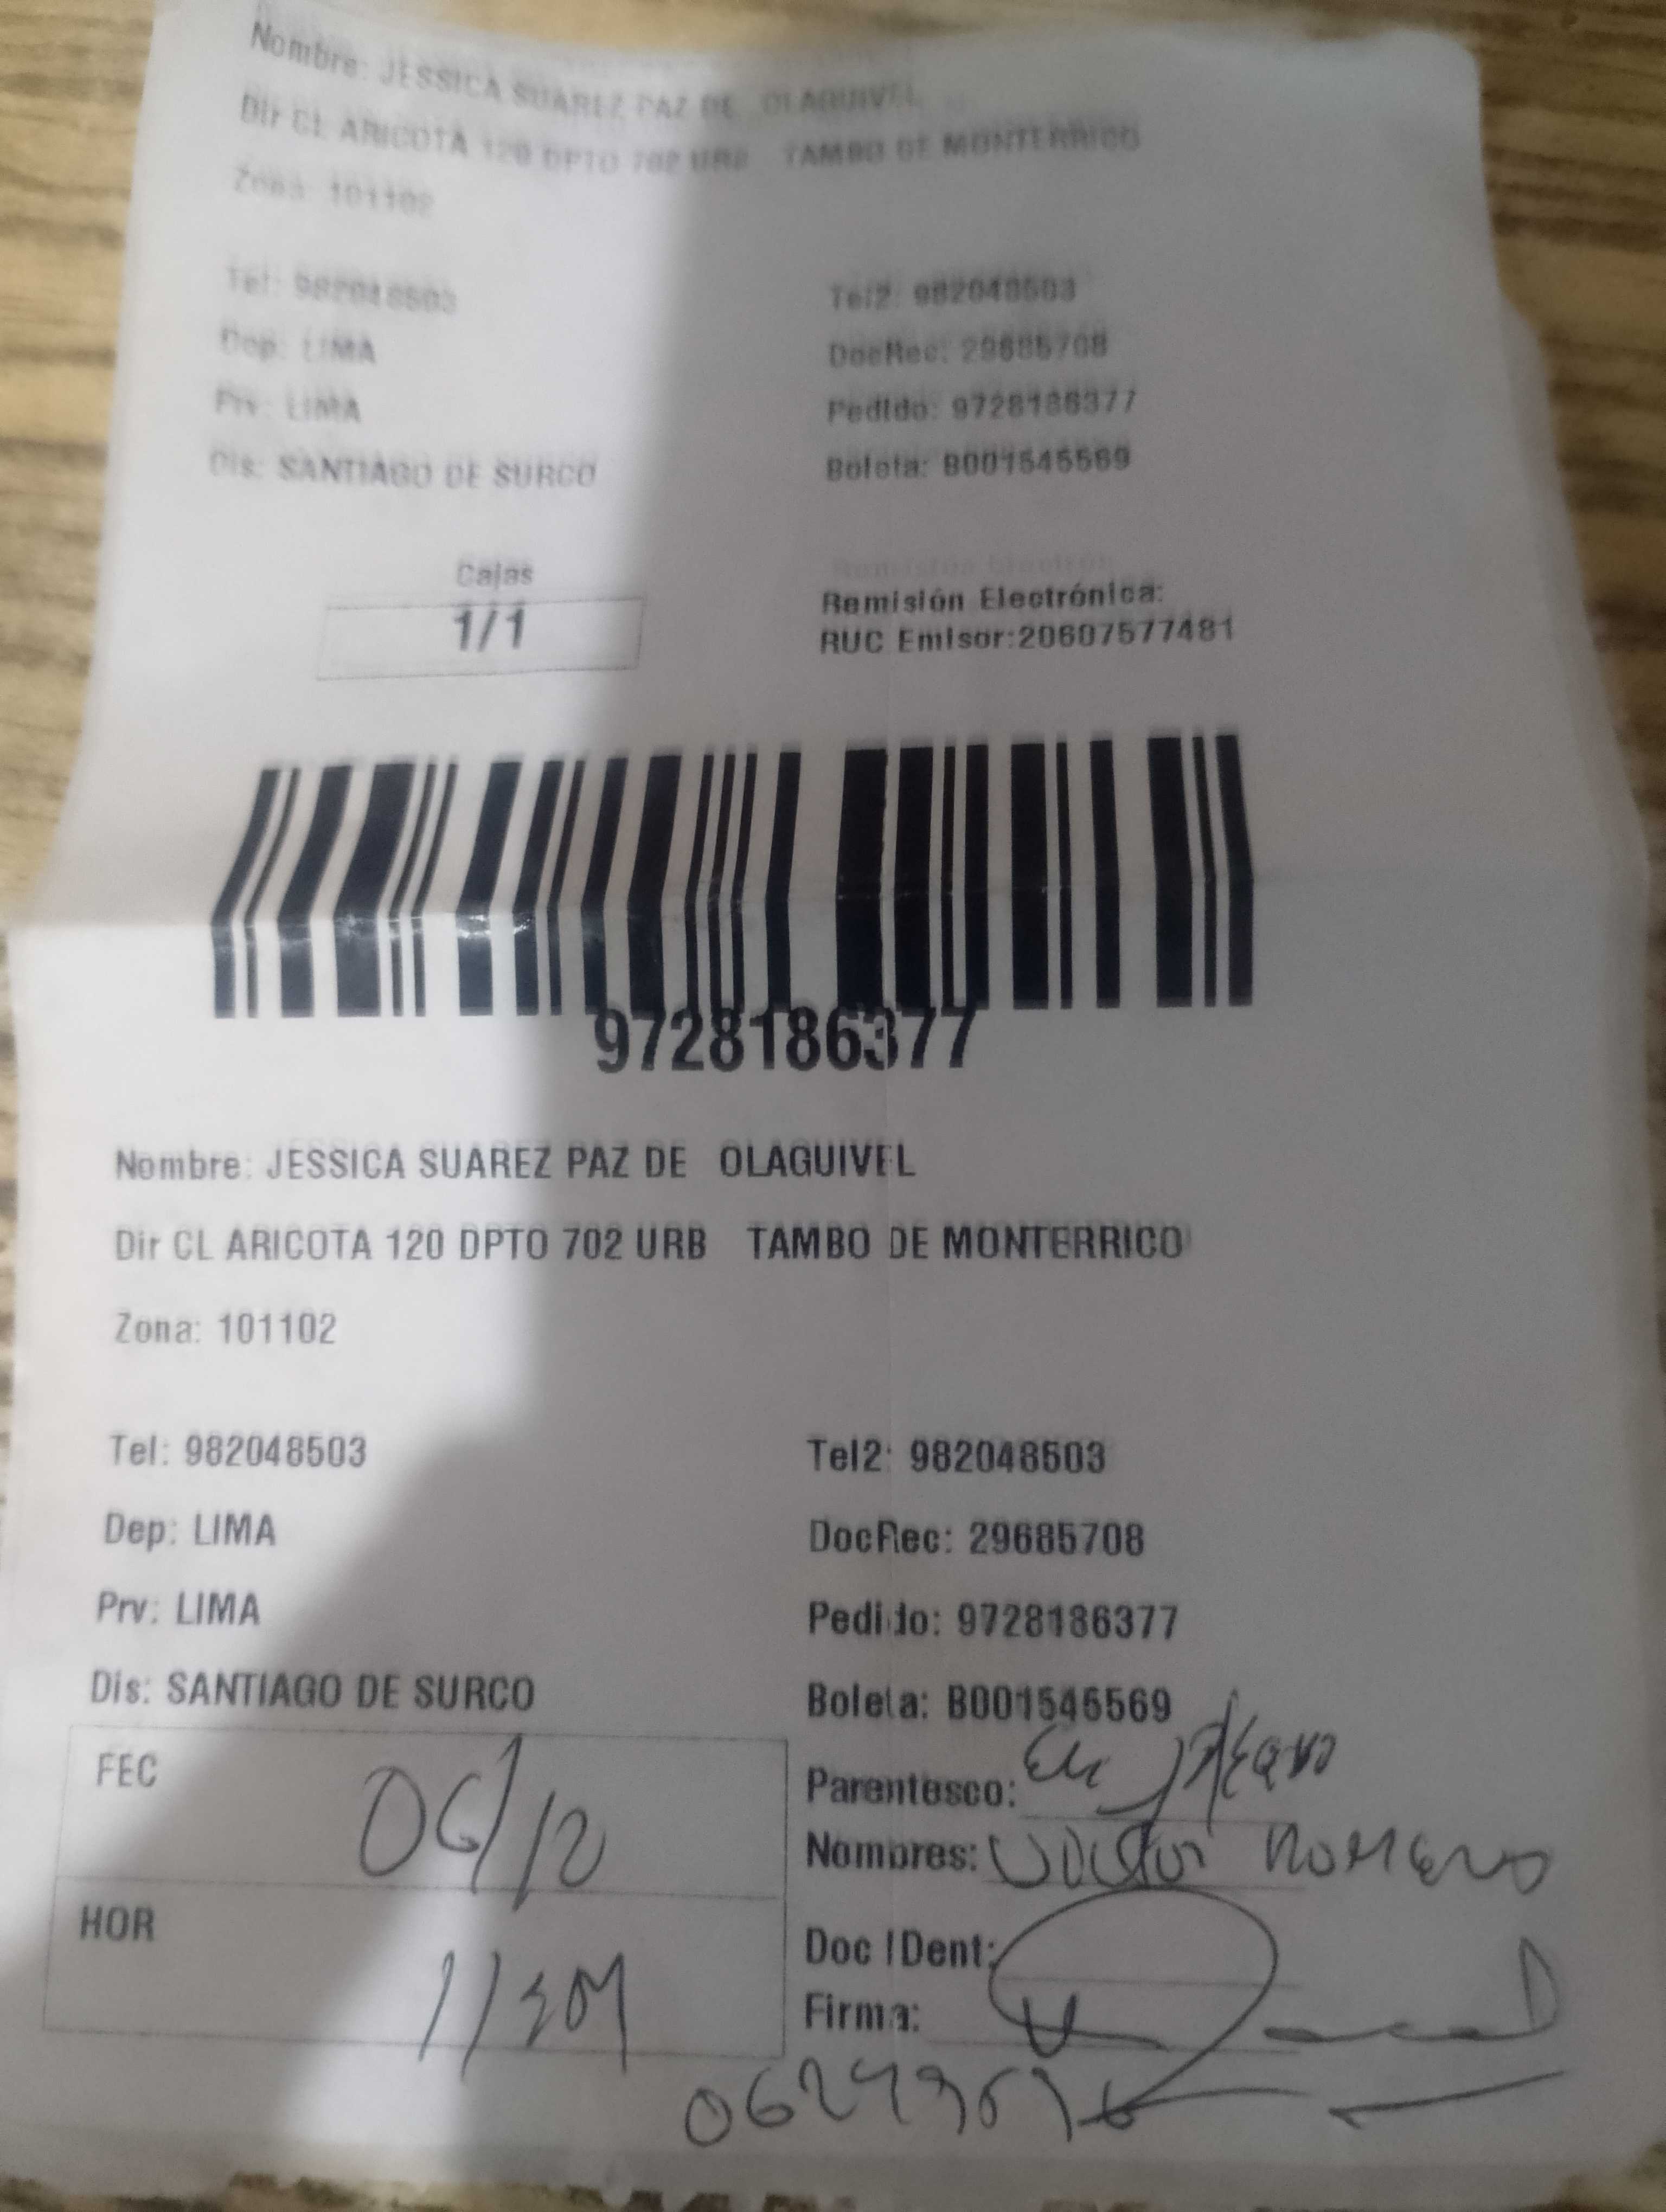 Nombre: JESSICA SUAREZ PAZ DE OLAGUIVEL
Dir CL ARICOTA 120 DPTO 702 URB TAMBO DE MONTERRICO
Zona: 101102
Tel: 982048503 Tel2: 982048503
Dep: LIMA DocRec: 29685708
Prv: LIMA Pedido: 9728186377
Dis: SANTIAGO DE SURCO Boleta: B001546569
Cajas
1/1
Remisión Electrónica:
RUC Emisor:20607577481
9728186377
Nombre: JESSICA SUAREZ PAZ DE OLAGUIVEL
Dir CL ARICOTA 120 DPTO 702 URB TAMBO DE MONTERRICO
Zona: 101102
Tel: 982048503 Tel2: 982048503
Dep: LIMA DocRec: 29685708
Prv: LIMA Pedido: 9728186377
Dis: SANTIAGO DE SURCO Boleta: B001546569
FEC 06/12
Parentesco:
Nombres: Victor Romero
HOR
Doc IDent:
Firma: